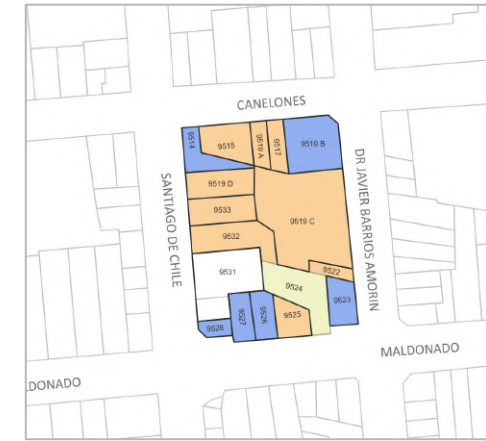 CANELONES
9514
9515
9519 A
9517
9519 B
DR JAVIER BARRIOS AMORIN
SANTIAGO DE CHILE
9519 D
9533
9519 C
9532
9531
9522
9524
9523
9525
9526
9527
9528
MALDONADO
LDONADO